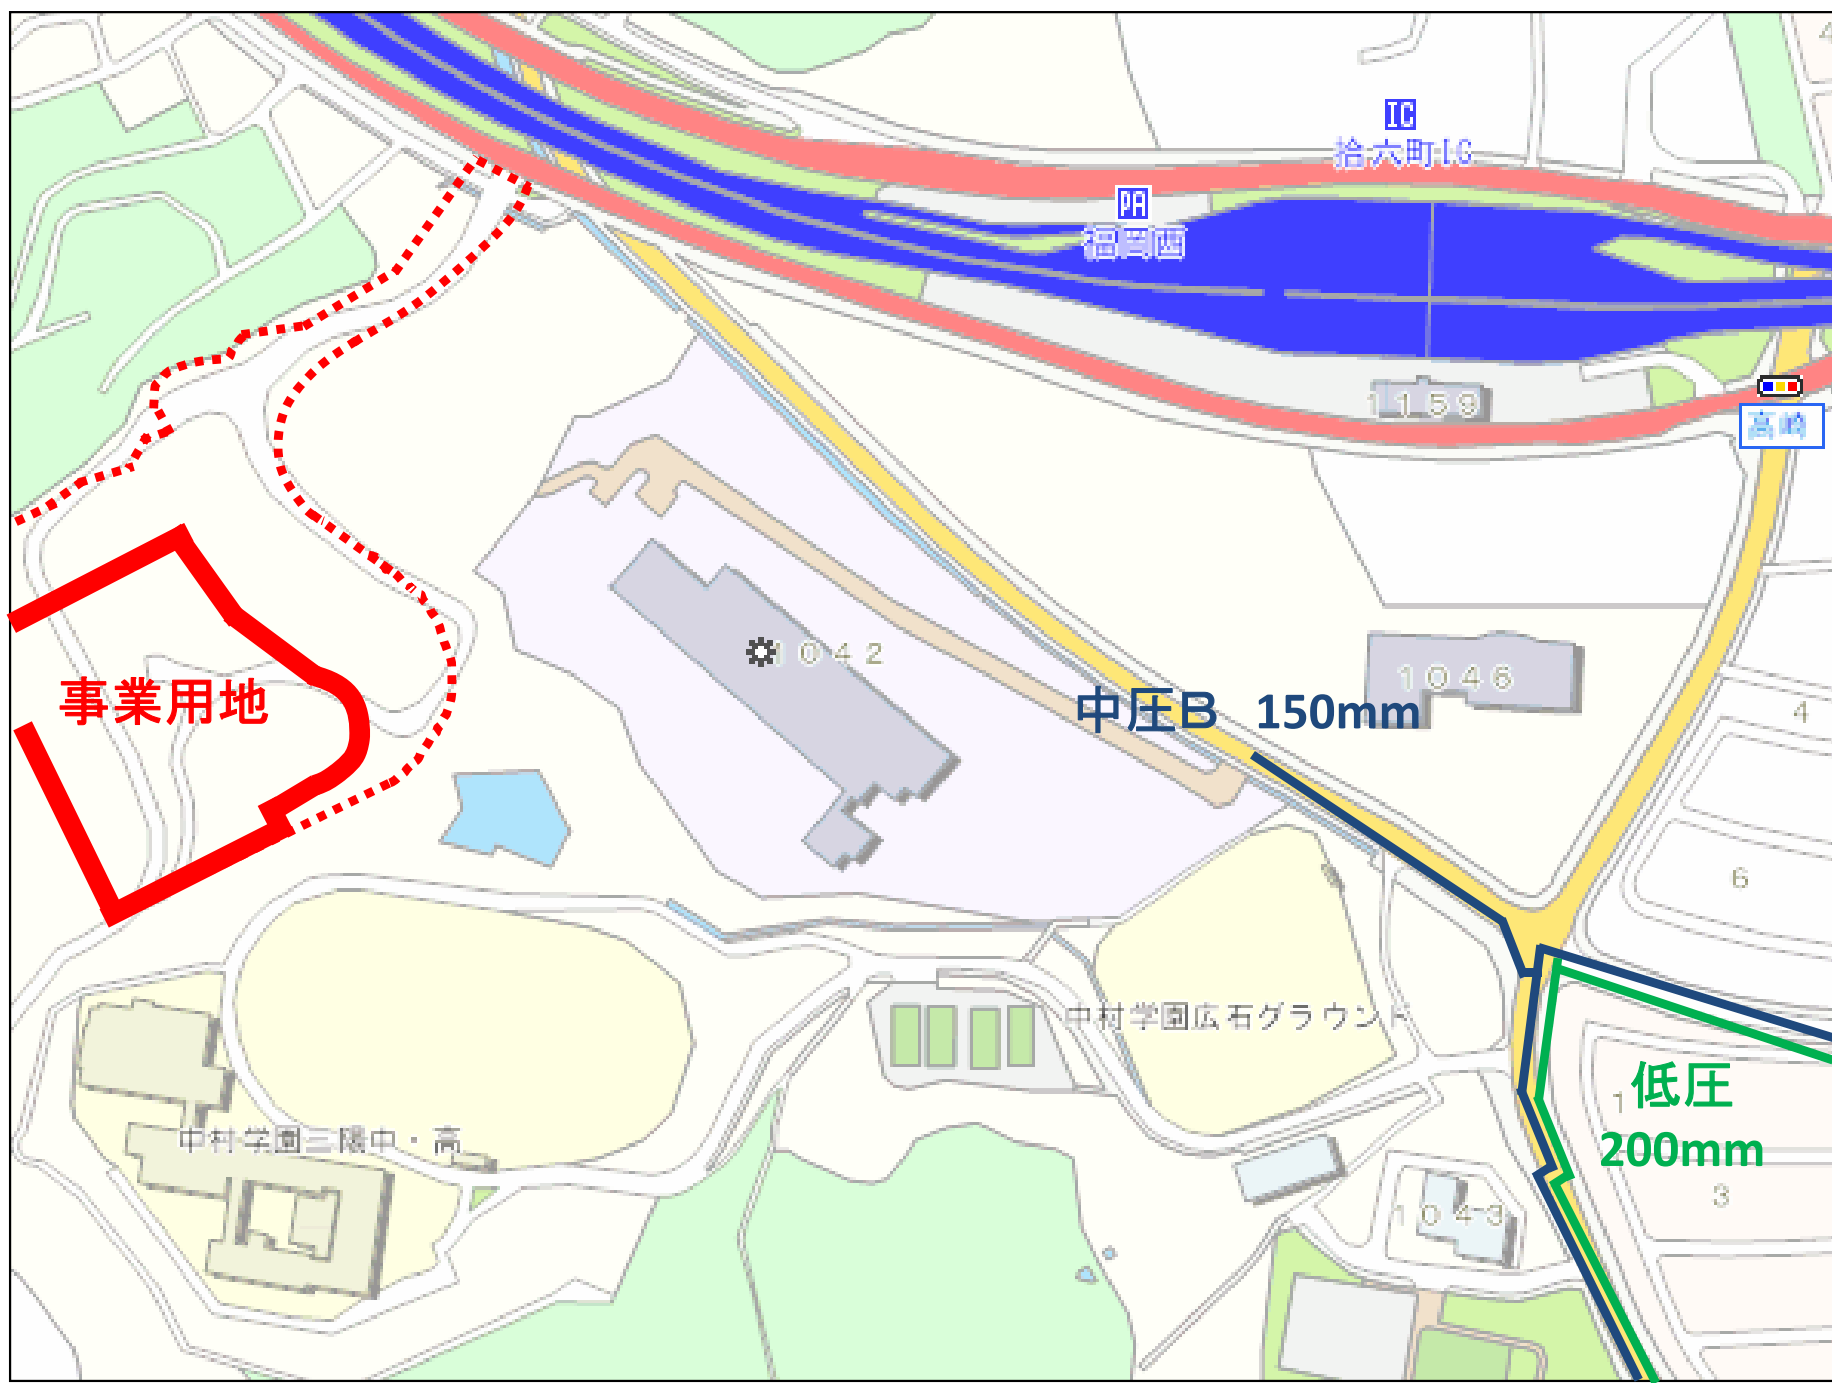 IC
拾六町IC
PA
福岡西
1159
高崎
1042
1046
事業用地
中圧B 150mm
4
6
中村学園広石グラウンド
1
低圧
200mm
中村学園三陽中・高
3
1043